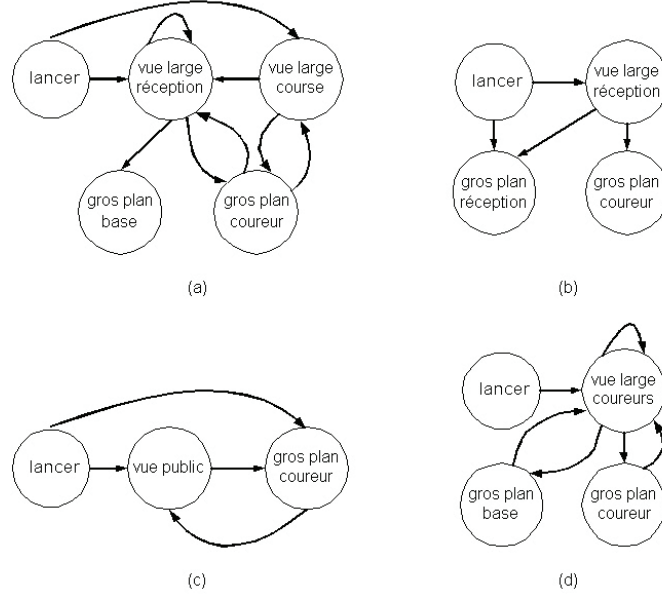 lancer
vue large
réception
vue large
course
gros plan
base
gros plan
coureur
(a)
lancer
vue large
réception
gros plan
réception
gros plan
coureur
(b)
lancer
vue public
gros plan
coureur
(c)
lancer
vue large
coureurs
gros plan
base
gros plan
coureur
(d)